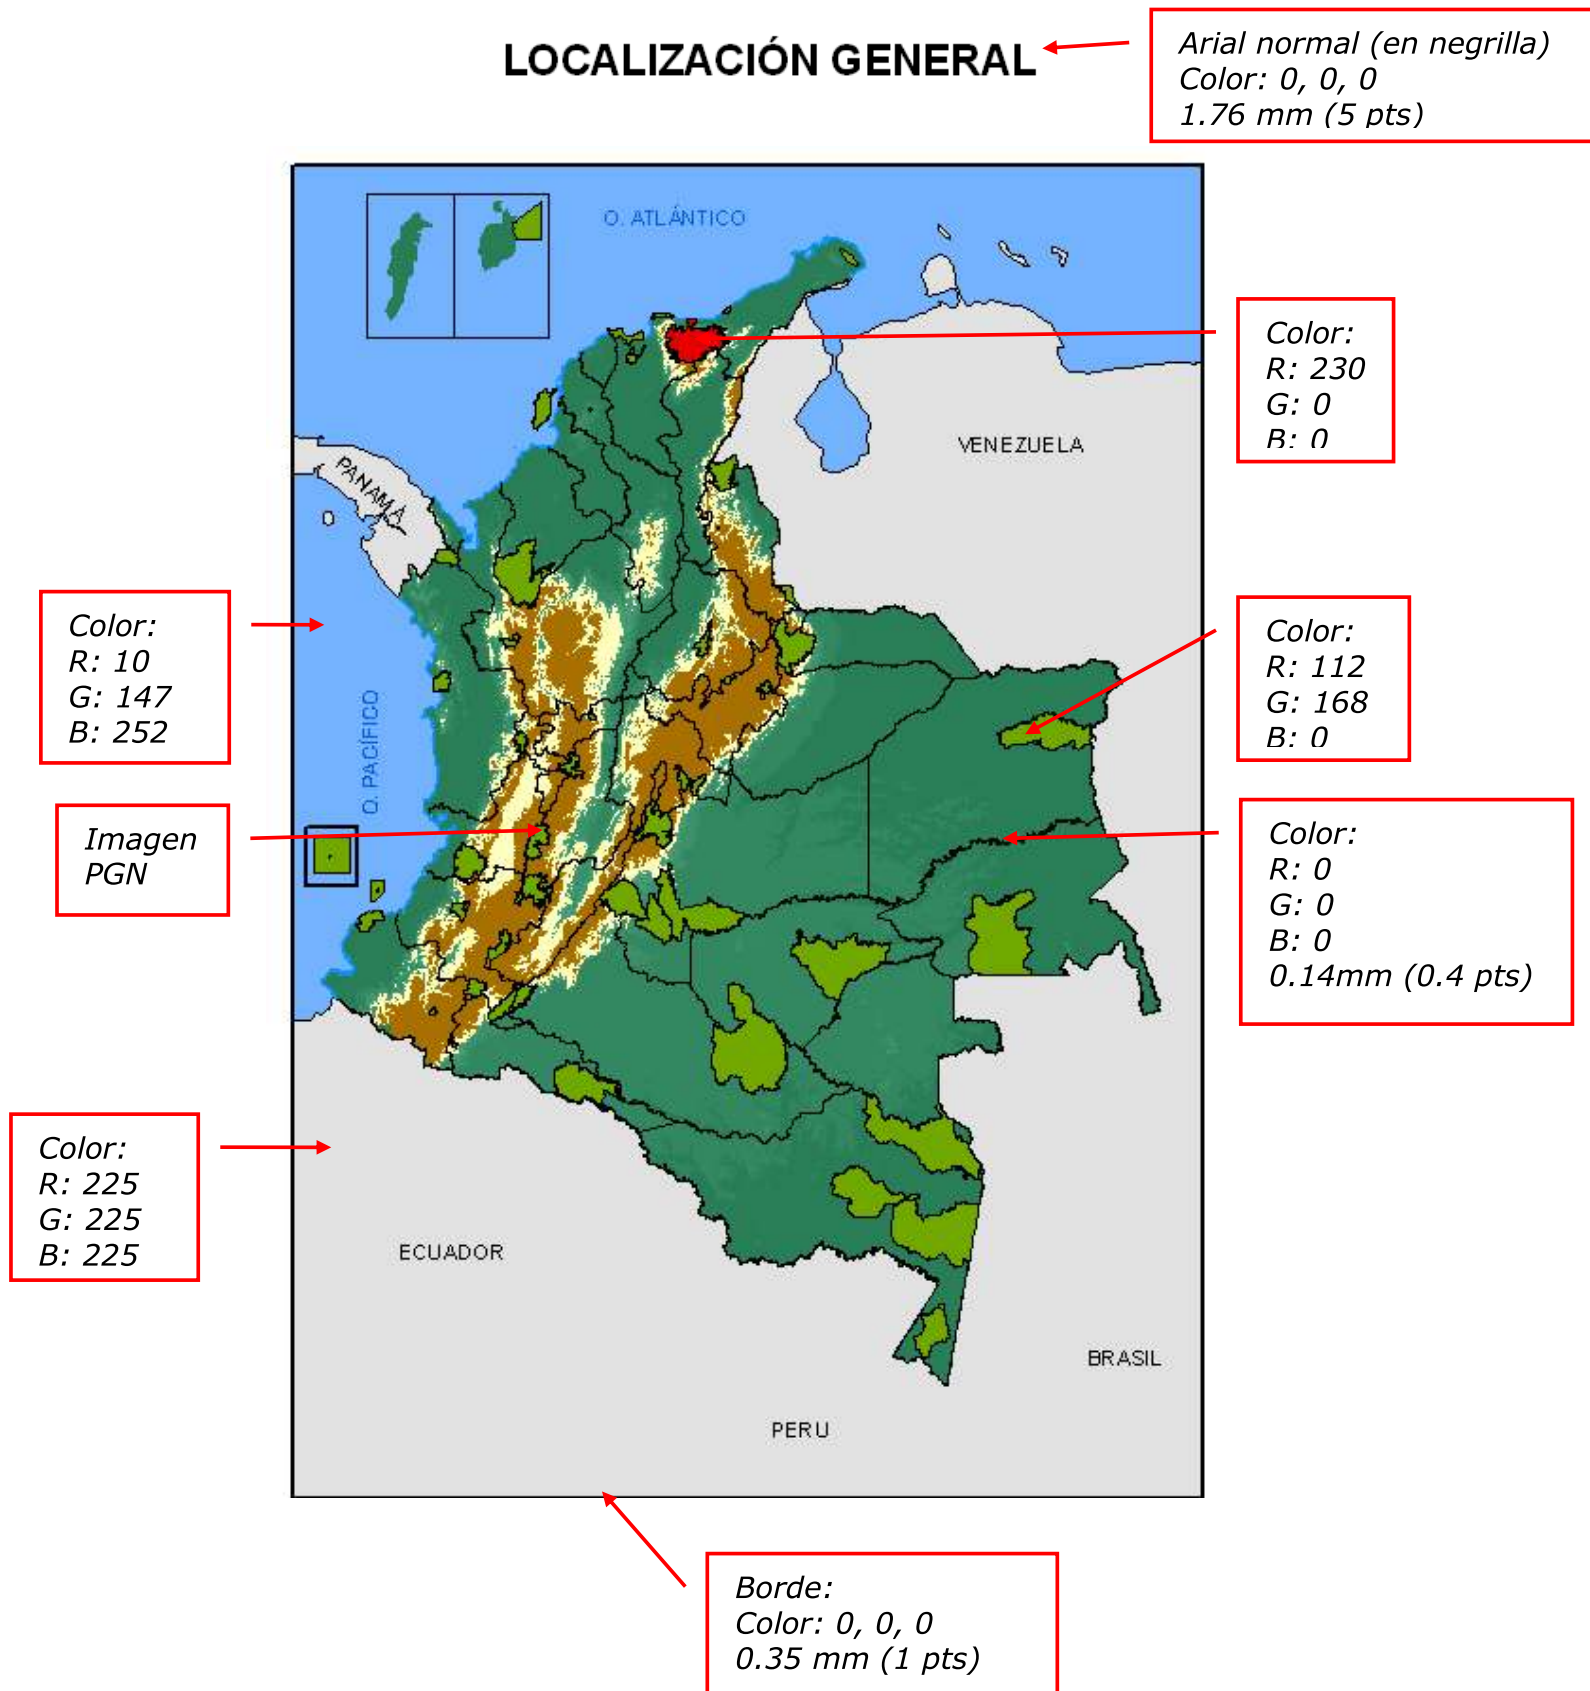 LOCALIZACIÓN GENERAL
Arial normal (en negrilla)
Color: 0, 0, 0
1.76 mm (5 pts)
O. ATLÁNTICO
Color:
R: 230
G: 0
B: 0
VENEZUELA
PANAMÁ
Color:
R: 10
G: 147
B: 252
Color:
R: 112
G: 168
B: 0
O. PACÍFICO
Imagen
PGN
Color:
R: 0
G: 0
B: 0
0.14mm (0.4 pts)
Color:
R: 225
G: 225
B: 225
ECUADOR
BRASIL
PERU
Borde:
Color: 0, 0, 0
0.35 mm (1 pts)